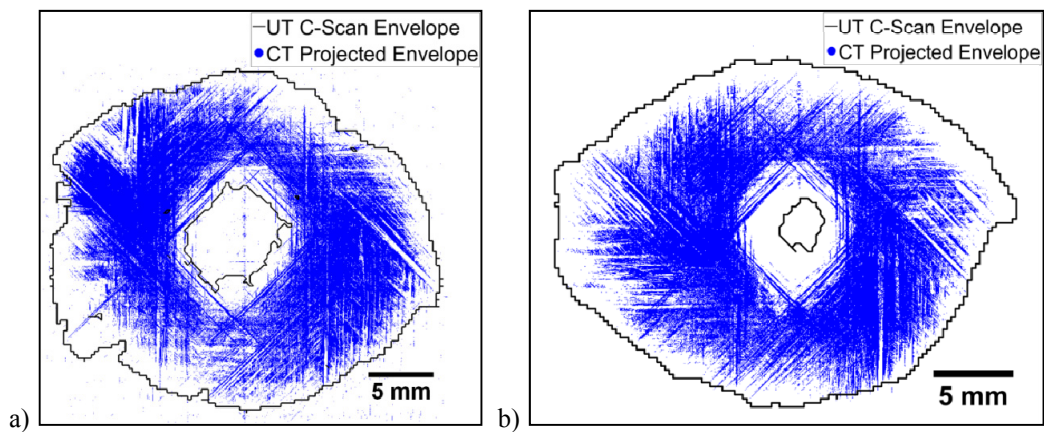 UT C-Scan Envelope
CT Projected Envelope
5 mm
a)
UT C-Scan Envelope
CT Projected Envelope
5 mm
b)